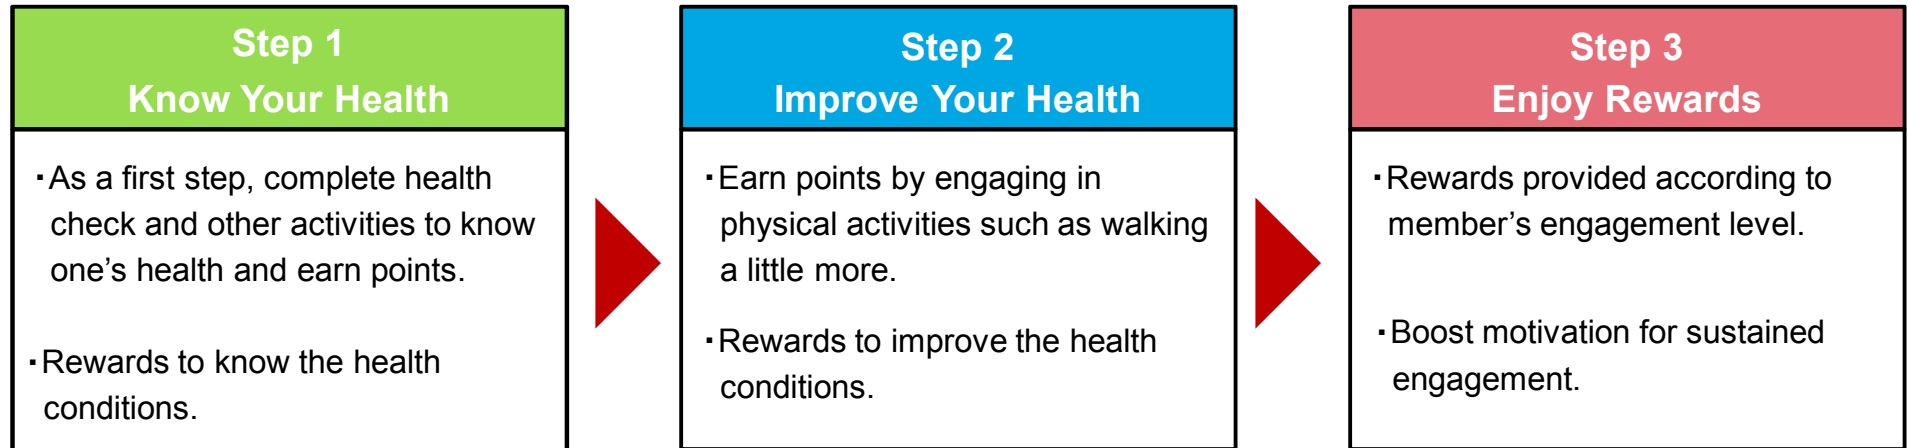 Step 1
Know Your Health
・As a first step, complete health
check and other activities to know
one’s health and earn points.
・Rewards to know the health
conditions.
Step 2
Improve Your Health
・Earn points by engaging in
physical activities such as walking
a little more.
・Rewards to improve the health
conditions.
Step 3
Enjoy Rewards
・Rewards provided according to
member’s engagement level.
・Boost motivation for sustained
engagement.